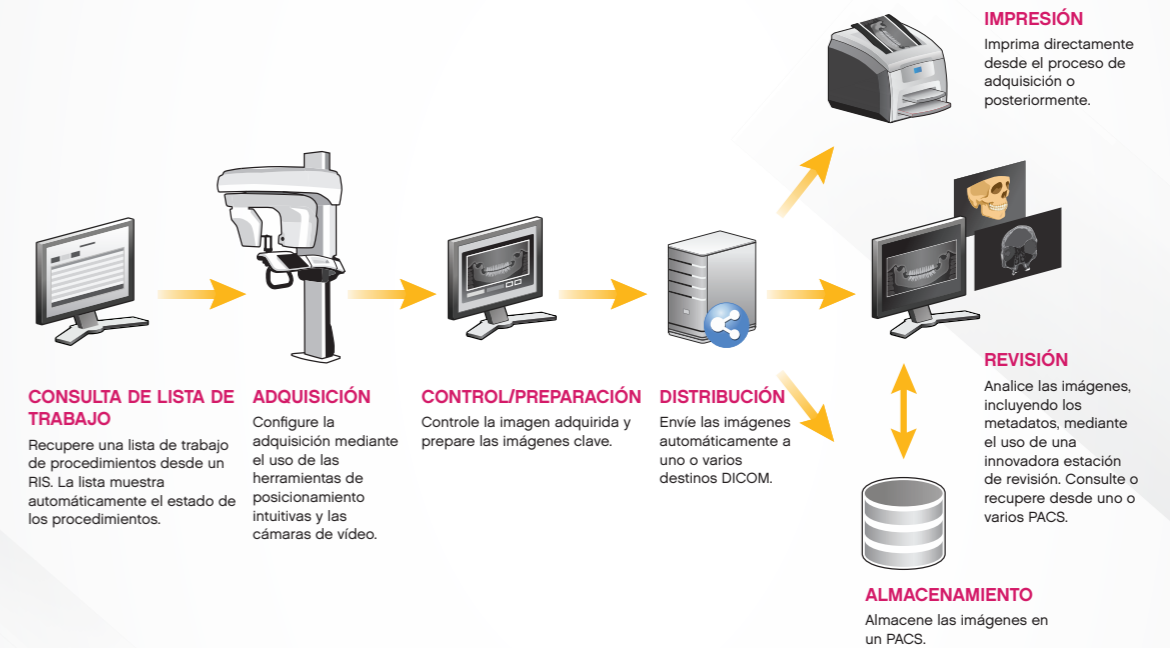 IMPRESIÓN
Imprima directamente
desde el proceso de
adquisición o
posteriormente.
CONSULTA DE LISTA DE
TRABAJO
Recupere una lista de trabajo
de procedimientos desde un
RIS. La lista muestra
automáticamente el estado de
los procedimientos.
ADQUISICIÓN
Configure la
adquisición mediante
el uso de las
herramientas de
posicionamiento
intuitivas y las
cámaras de vídeo.
CONTROL/PREPARACIÓN
Controle la imagen adquirida y
prepare las imágenes clave.
DISTRIBUCIÓN
Envíe las imágenes
automáticamente a
uno o varios
destinos DICOM.
REVISIÓN
Analice las imágenes,
incluyendo los
metadatos, mediante
el uso de una
innovadora estación
de revisión. Consulte o
recupere desde uno o
varios PACS.
ALMACENAMIENTO
Almacene las imágenes en
un PACS.